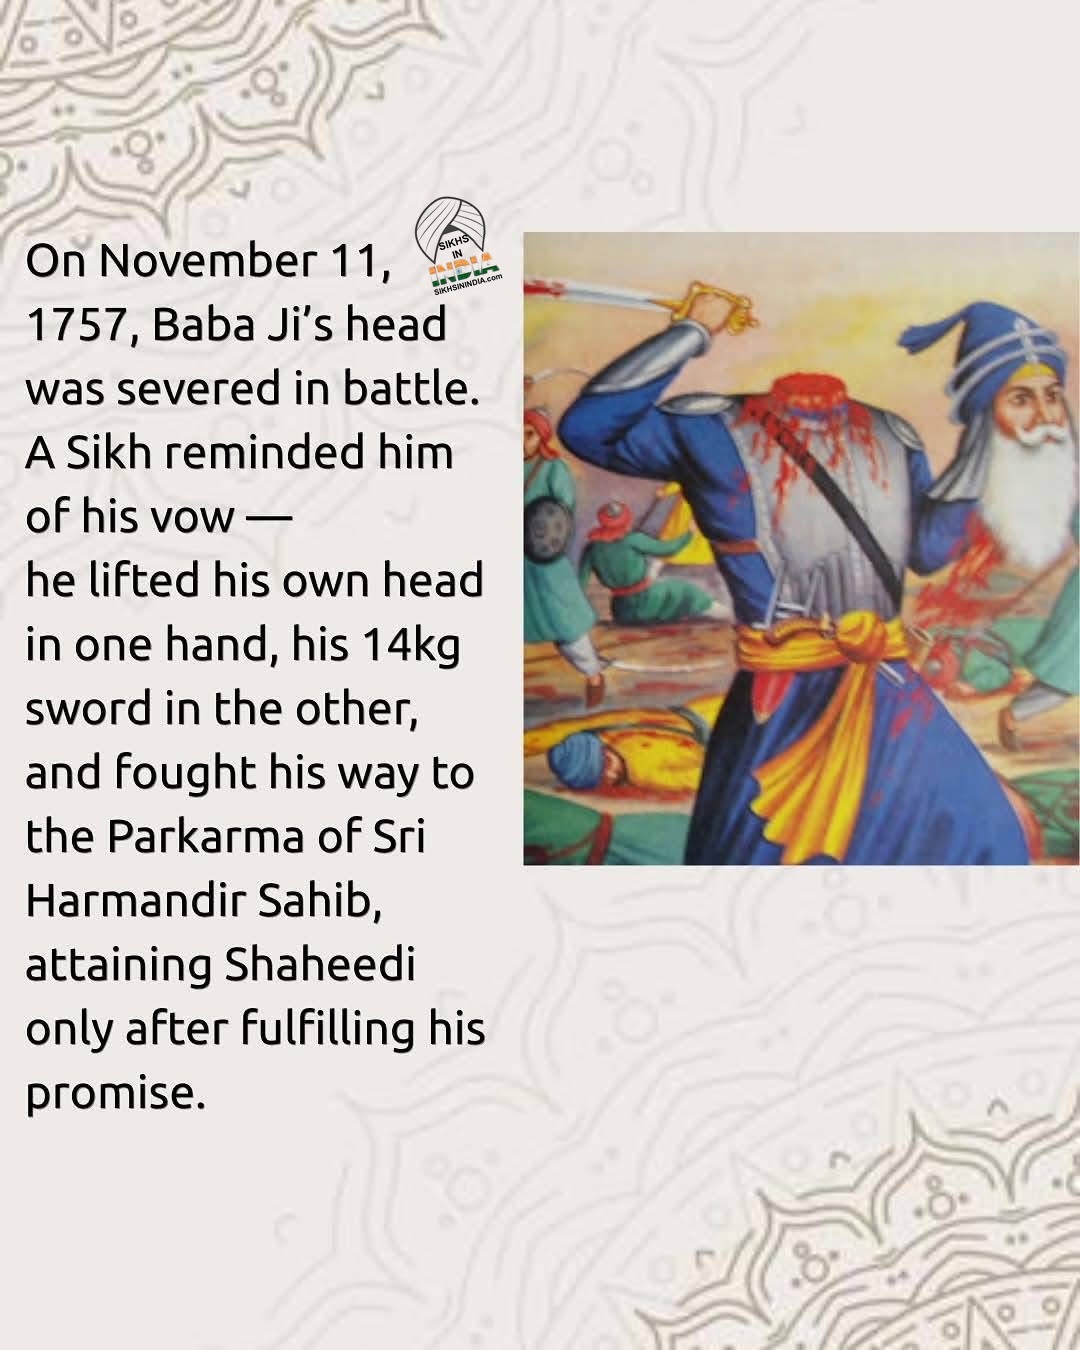 On November 11,
1757, Baba Ji’s head
was severed in battle.
A Sikh reminded him
of his vow —
he lifted his own head
in one hand, his 14kg
sword in the other,
and fought his way to
the Parkarma of Sri
Harmandir Sahib,
attaining Shaheedi
only after fulfilling his
promise.
SIKHS
IN
INDIA
SIKHSININDIA.com